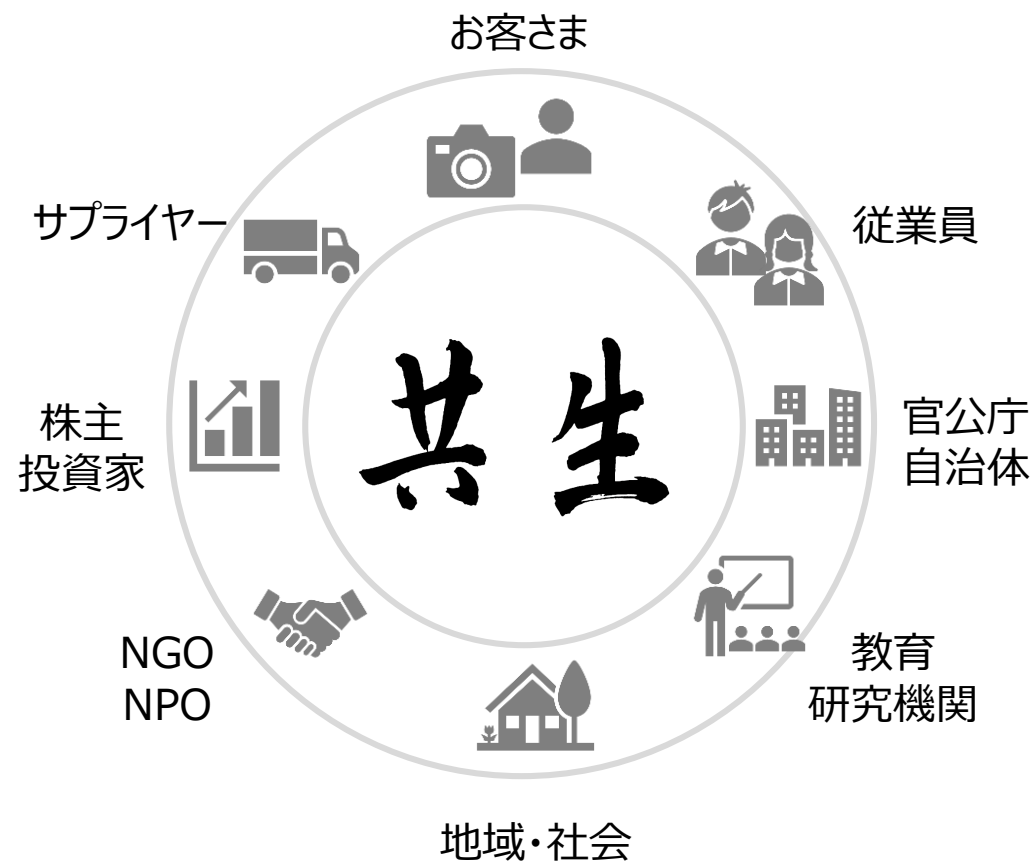 お客さま
サプライヤー
従業員
株主
投資家
共生
官公庁
自治体
NGO
NPO
教育
研究機関
地域・社会